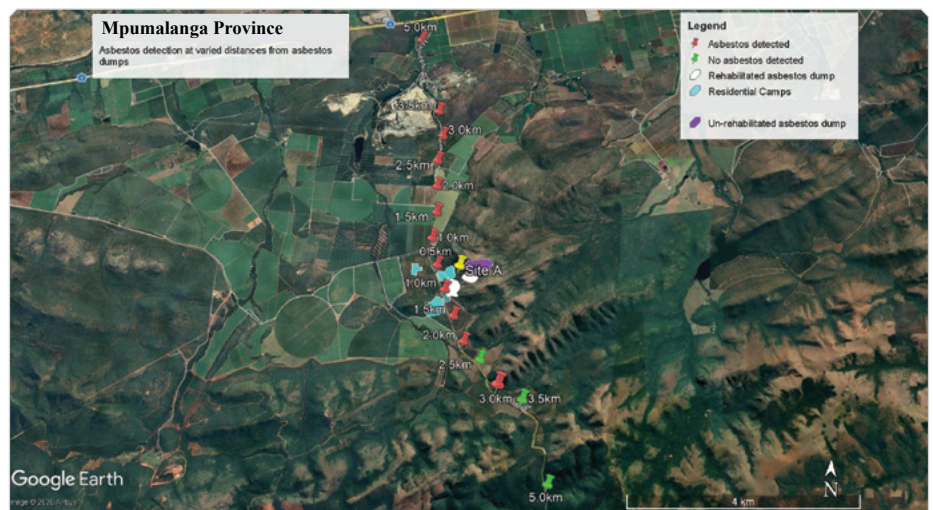 Mpumalanga Province
Asbestos detection at varied distances from asbestos
dumps
Legend
Asbestos detected
No asbestos detected
Rehabilitated asbestos dump
Residential Camps
Un-rehabilitated asbestos dump
5.0km
3.5km
3.0km
2.5km
2.0km
1.5km
1.0km
0.5km
Site A
1.0km
1.5km
2.0km
2.5km
3.0km
3.5km
5.0km
Google Earth
4 km
N